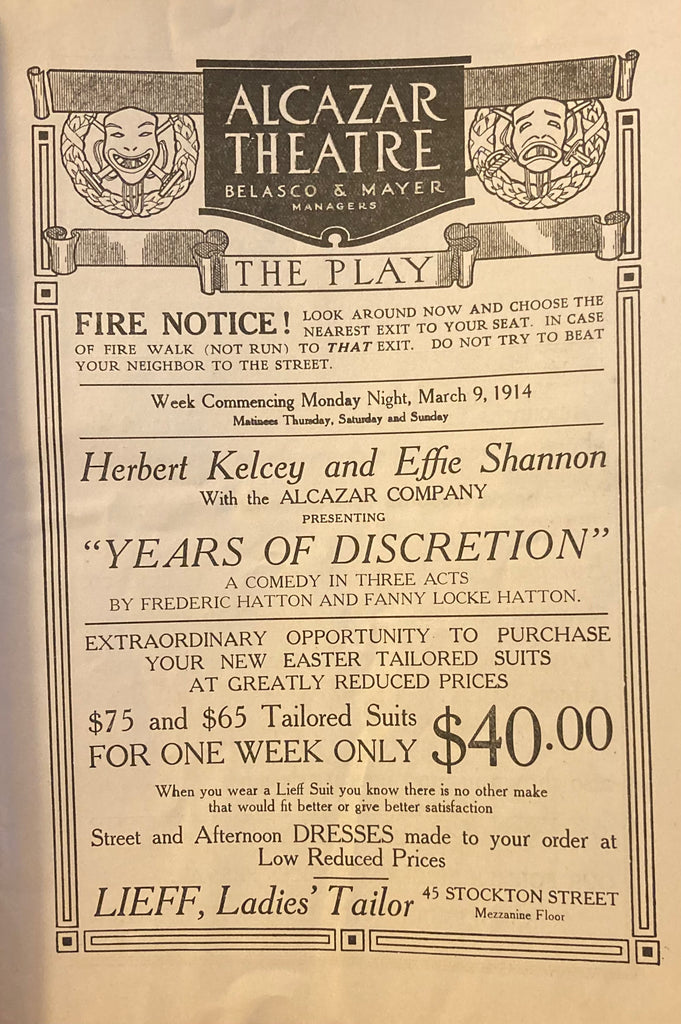 ALCAZAR
THEATRE
BELASCO & MAYER
MANAGERS
THE PLAY
FIRE NOTICE! LOOK AROUND NOW AND CHOOSE THE
NEAREST EXIT TO YOUR SEAT. IN CASE
OF FIRE WALK (NOT RUN) TO THAT EXIT. DO NOT TRY TO BEAT
YOUR NEIGHBOR TO THE STREET.
Week Commencing Monday Night, March 9, 1914
Matinees Thursday, Saturday and Sunday
Herbert Kelcey and Effie Shannon
With the ALCAZAR COMPANY
PRESENTING
"YEARS OF DISCRETION"
A COMEDY IN THREE ACTS
BY FREDERIC HATTON AND FANNY LOCKE HATTON.
EXTRAORDINARY OPPORTUNITY TO PURCHASE
YOUR NEW EASTER TAILORED SUITS
AT GREATLY REDUCED PRICES
$75 and $65 Tailored Suits
FOR ONE WEEK ONLY $40.00
When you wear a Lieff Suit you know there is no other make
that would fit better or give better satisfaction
Street and Afternoon DRESSES made to your order at
Low Reduced Prices
LIEFF, Ladies' Tailor 45 STOCKTON STREET
Mezzanine Floor